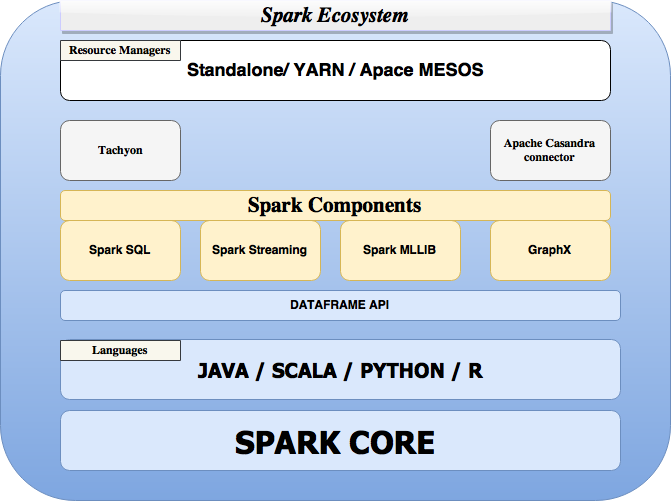 Spark Ecosystem
Resource Managers
Standalone/ YARN / Apace MESOS
Tachyon
Apache Casandra
connector
Spark Components
Spark SQL
Spark Streaming
Spark MLLIB
GraphX
DATAFRAME API
Languages
JAVA / SCALA / PYTHON / R
SPARK CORE